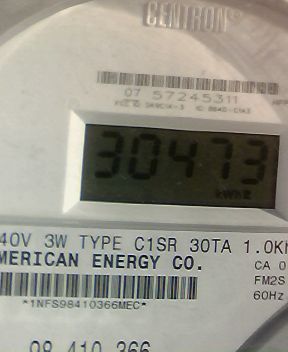 CENTRON®
07 57245311
30473
kWh
40V 3W TYPE C1SR 30TA 1.0K
MERICAN ENERGY CO.
CA 0
FM2S
60Hz
*1NFS98410366MEC*
98 410 366